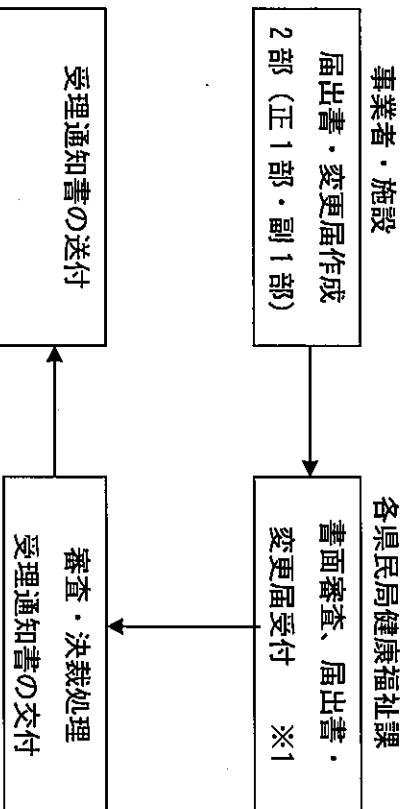 事業者・施設
届出書・変更届作成
2部（正1部・副1部）
各県民局健康福祉課
書面審査、届出書・
変更届受付　※1
審査・決裁処理
受理通知書の交付
受理通知書の送付